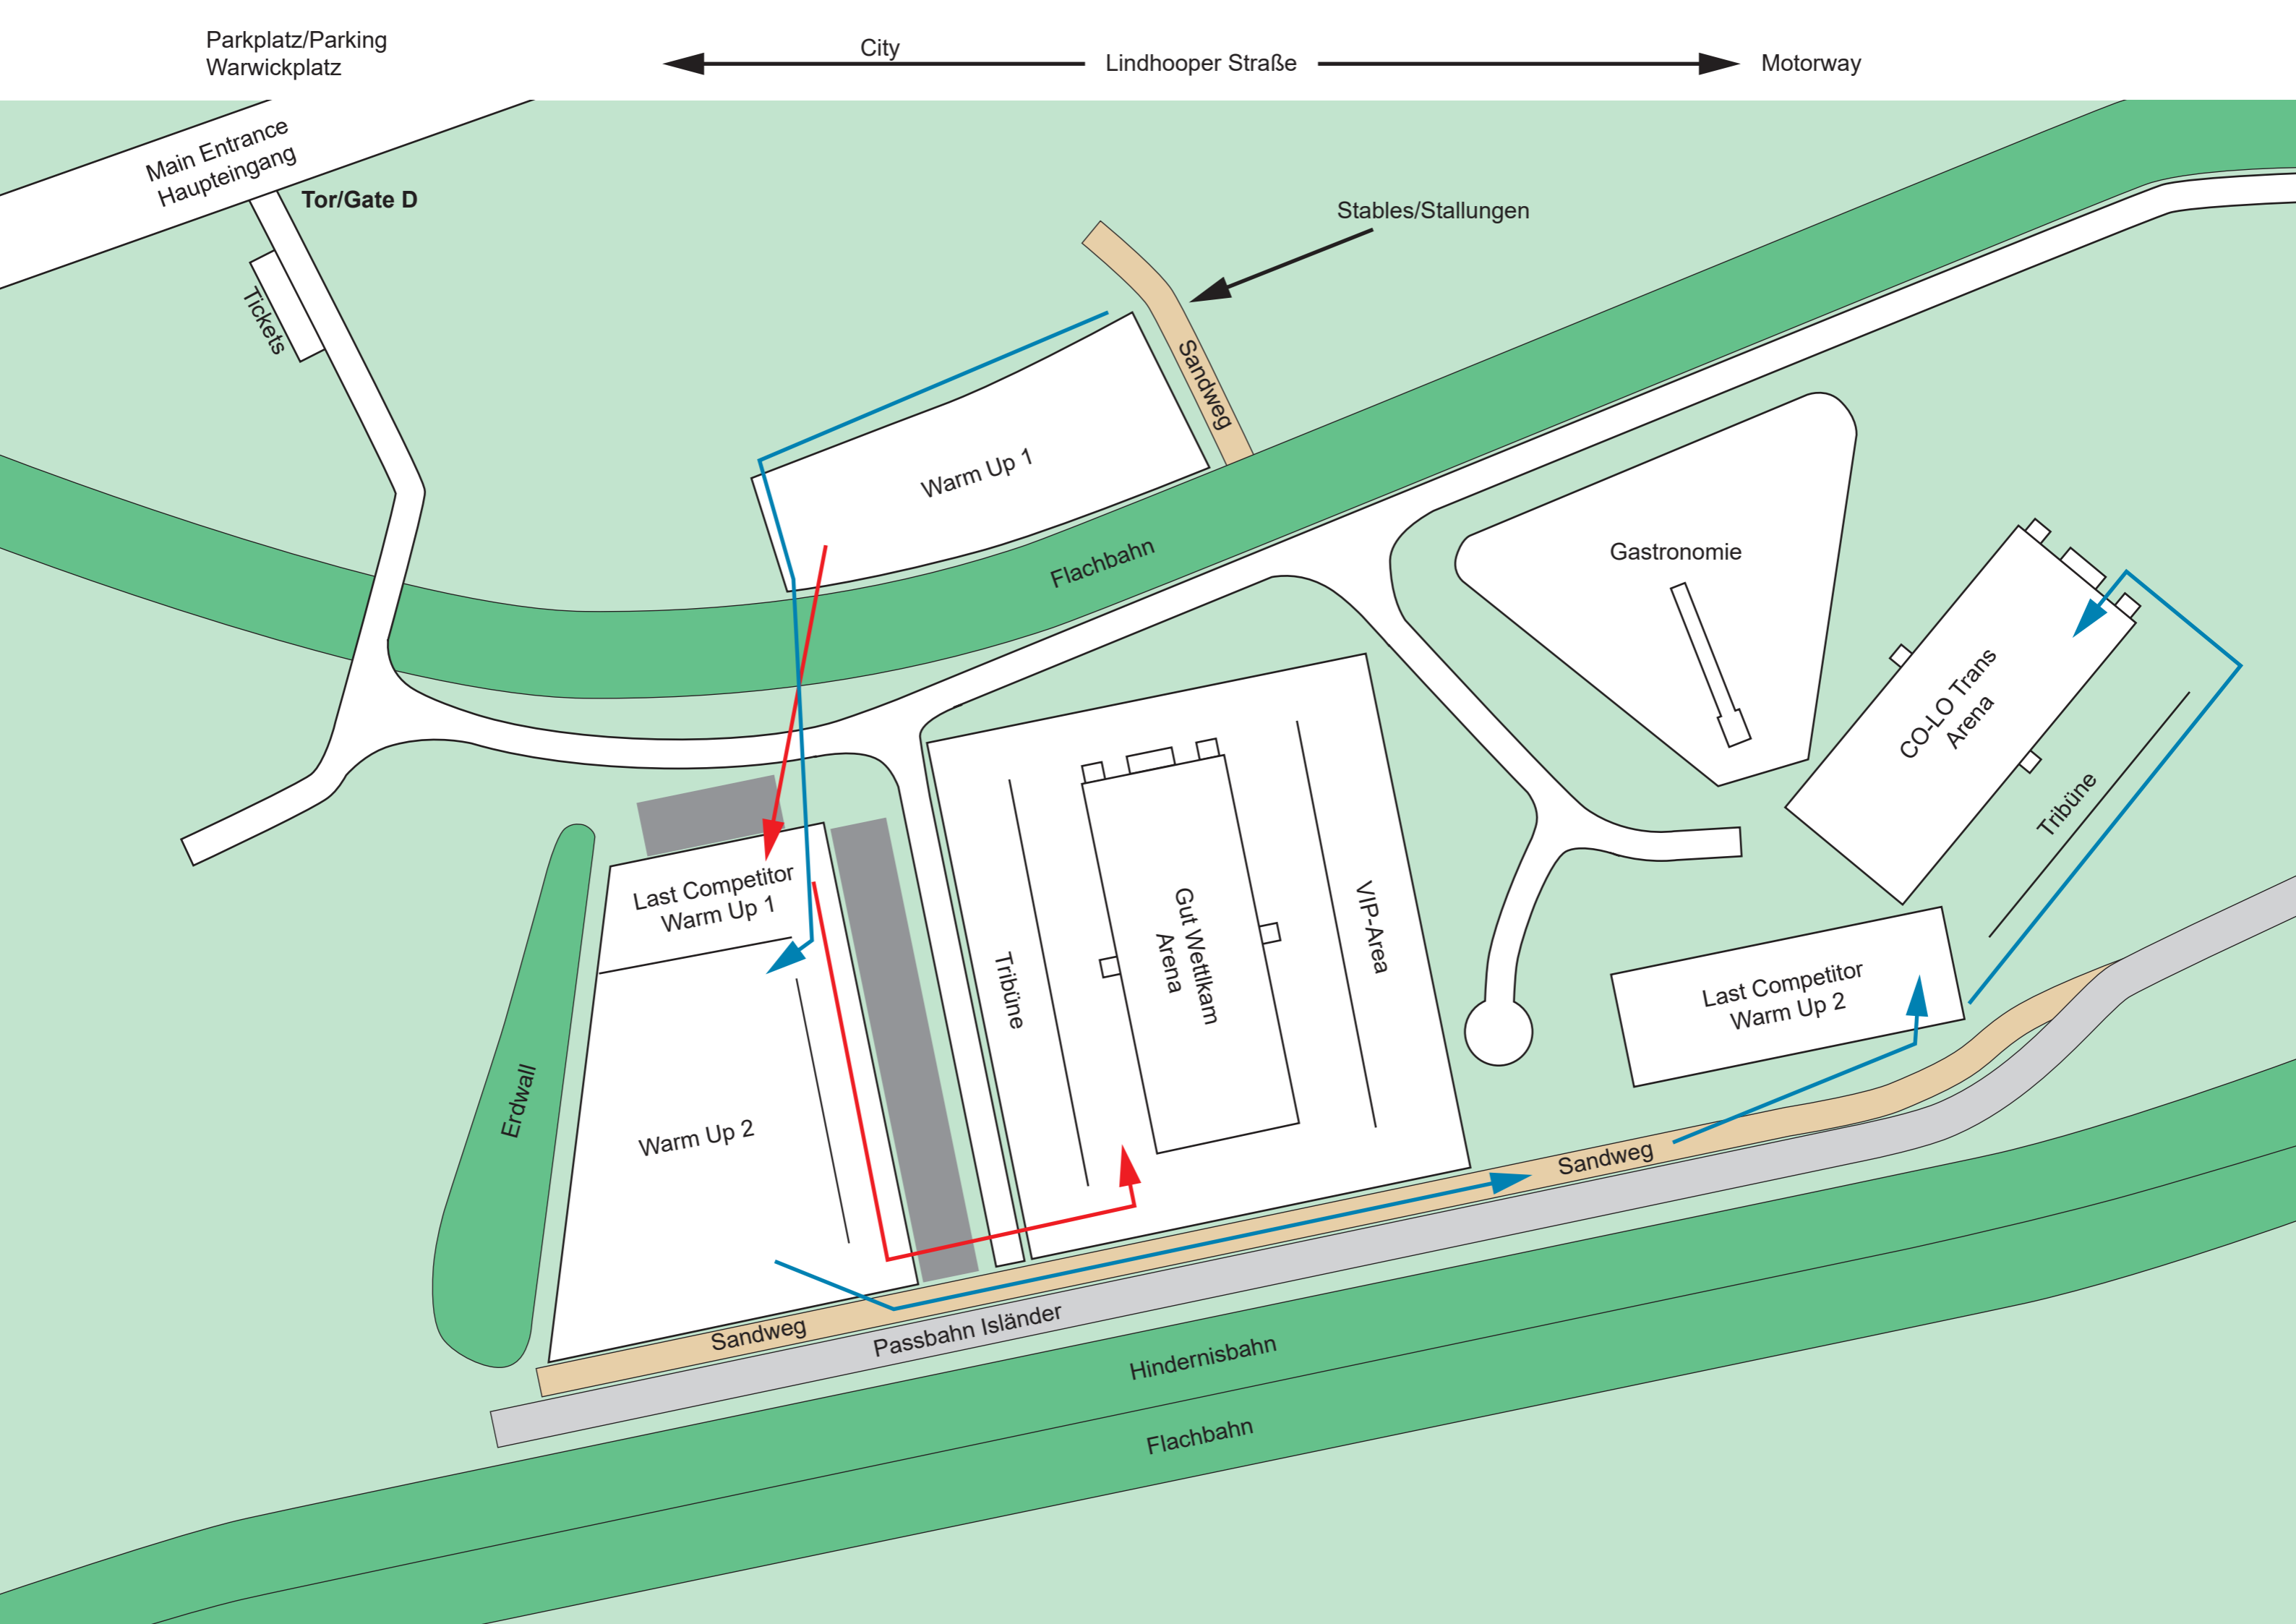 Parkplatz/Parking
Warwickplatz
City
Lindhooper Straße
Motorway
Main Entrance
Haupteingang
Tor/Gate D
Tickets
Stables/Stallungen
Sandweg
Warm Up 1
Flachbahn
Gastronomie
CO-LO Trans
Arena
Tribüne
Last Competitor
Warm Up 1
Gut Wettlkam
Arena
VIP-Area
Tribüne
Last Competitor
Warm Up 2
Erdwall
Warm Up 2
Sandweg
Sandweg
Passbahn Isländer
Hindernisbahn
Flachbahn